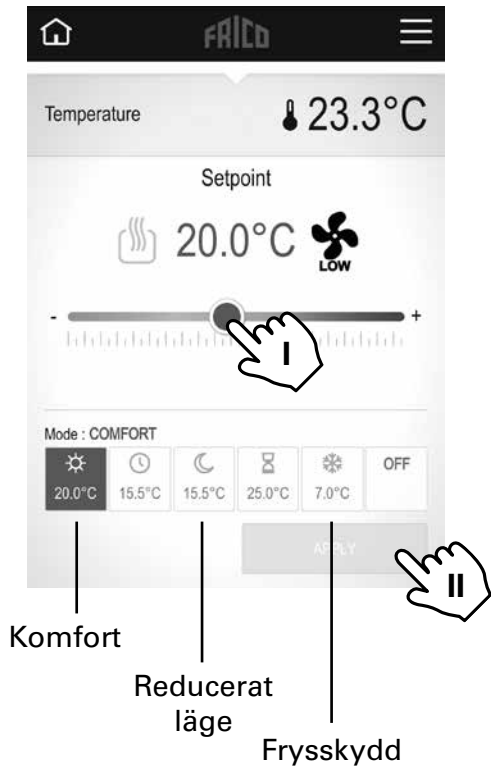 FRICO
Temperature 23.3°C
Setpoint
20.0°C
LOW
- +
I
Mode : COMFORT
20.0°C 15.5°C 15.5°C 25.0°C 7.0°C OFF
APPLY
II
Komfort
Reducerat
läge
Frysskydd